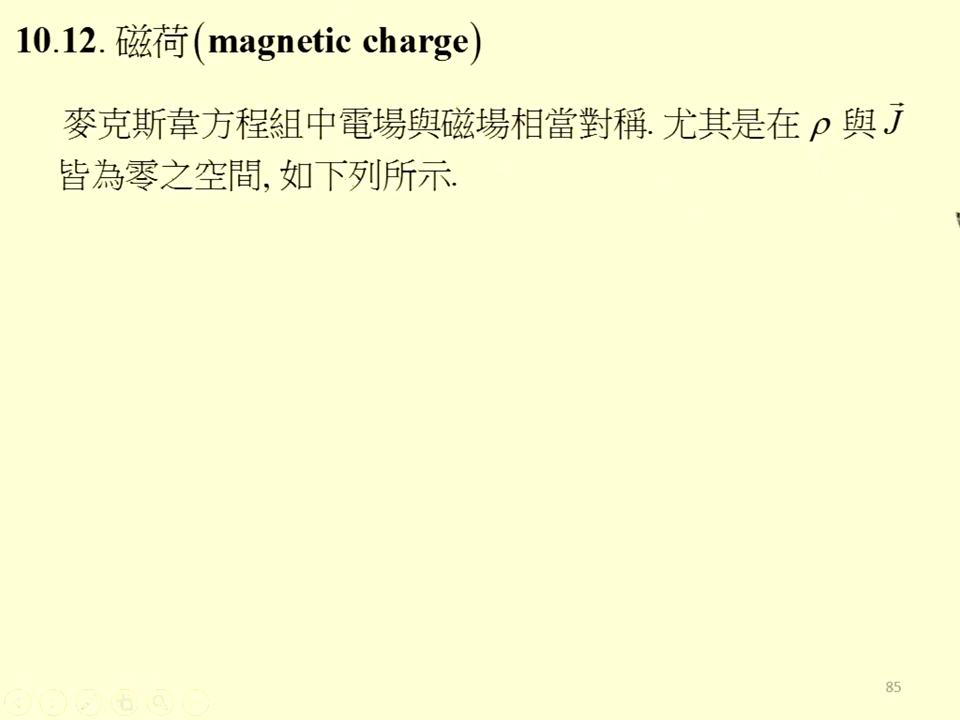 10.12. 磁荷(magnetic charge)
麥克斯韋方程組中電場與磁場相當對稱. 尤其是在 ρ 與 J⃗
皆為零之空間, 如下列所示.
85